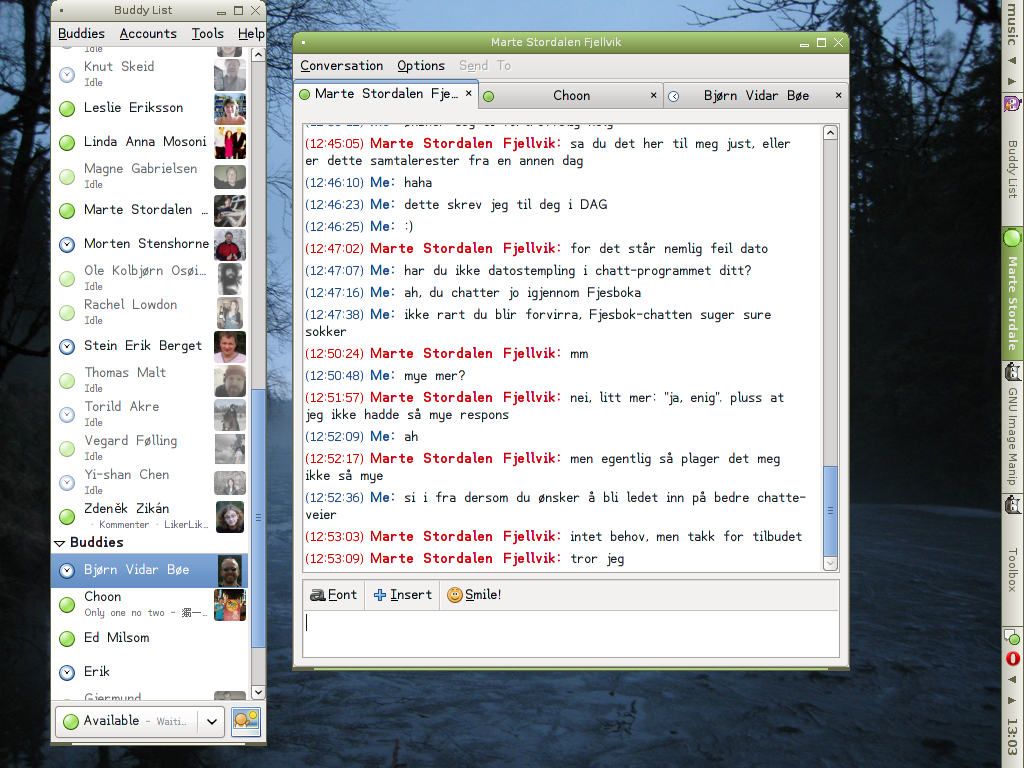 Buddy List
Buddies Accounts Tools Help
Idle
Knut Skeid
Idle
Leslie Eriksson
Linda Anna Mosoni
Magne Gabrielsen
Idle
Marte Stordalen ...
Morten Stenshorne
Ole Kolbjørn Osøi...
Idle
Rachel Lowdon
Idle
Stein Erik Berget
Thomas Malt
Idle
Torild Akre
Idle
Vegard Følling
Idle
Yi-shan Chen
Idle
Zdeněk Zikán
· Kommenter · LikerLik...
Buddies
Bjørn Vidar Bøe
Choon
Only one no two - 獨一...
Ed Milsom
Erik
Gjermund
Available - Waiti...
Marte Stordalen Fjellvik
Conversation Options Send To
Marte Stordalen Fje... × Choon × Bjørn Vidar Bøe ×
(12:45:05) Marte Stordalen Fjellvik: sa du det her til meg just, eller
er dette samtalerester fra en annen dag
(12:46:10) Me: haha
(12:46:23) Me: dette skrev jeg til deg i DAG
(12:46:25) Me: :)
(12:47:02) Marte Stordalen Fjellvik: for det står nemlig feil dato
(12:47:07) Me: har du ikke datostempling i chatt-programmet ditt?
(12:47:16) Me: ah, du chatter jo igjennom Fjesboka
(12:47:38) Me: ikke rart du blir forvirra, Fjesbok-chatten suger sure
sokker
(12:50:24) Marte Stordalen Fjellvik: mm
(12:50:48) Me: mye mer?
(12:51:57) Marte Stordalen Fjellvik: nei, litt mer: "ja, enig". pluss at
jeg ikke hadde så mye respons
(12:52:09) Me: ah
(12:52:17) Marte Stordalen Fjellvik: men egentlig så plager det meg
ikke så mye
(12:52:36) Me: si i fra dersom du ønsker å bli ledet inn på bedre chatte-
veier
(12:53:03) Marte Stordalen Fjellvik: intet behov, men takk for tilbudet
(12:53:09) Marte Stordalen Fjellvik: tror jeg
Font Insert Smile!
music
Buddy List
Marte Stordale
GNU Image Manip
Toolbox
13:03